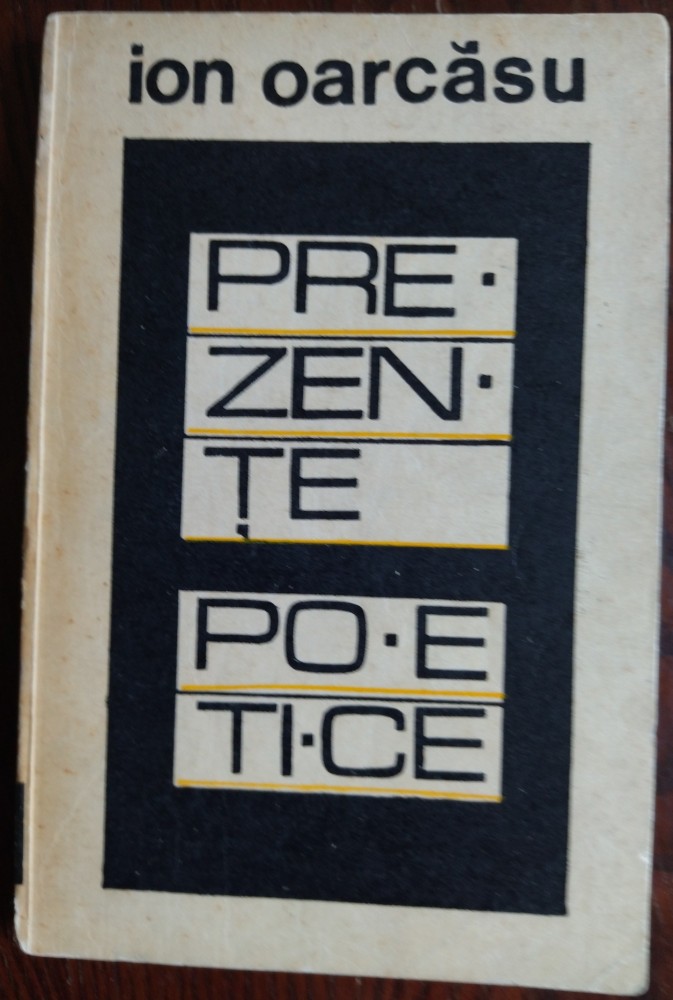 ion oarcăsu
PRE·
ZEN·
ȚE
PO·E
TI·CE